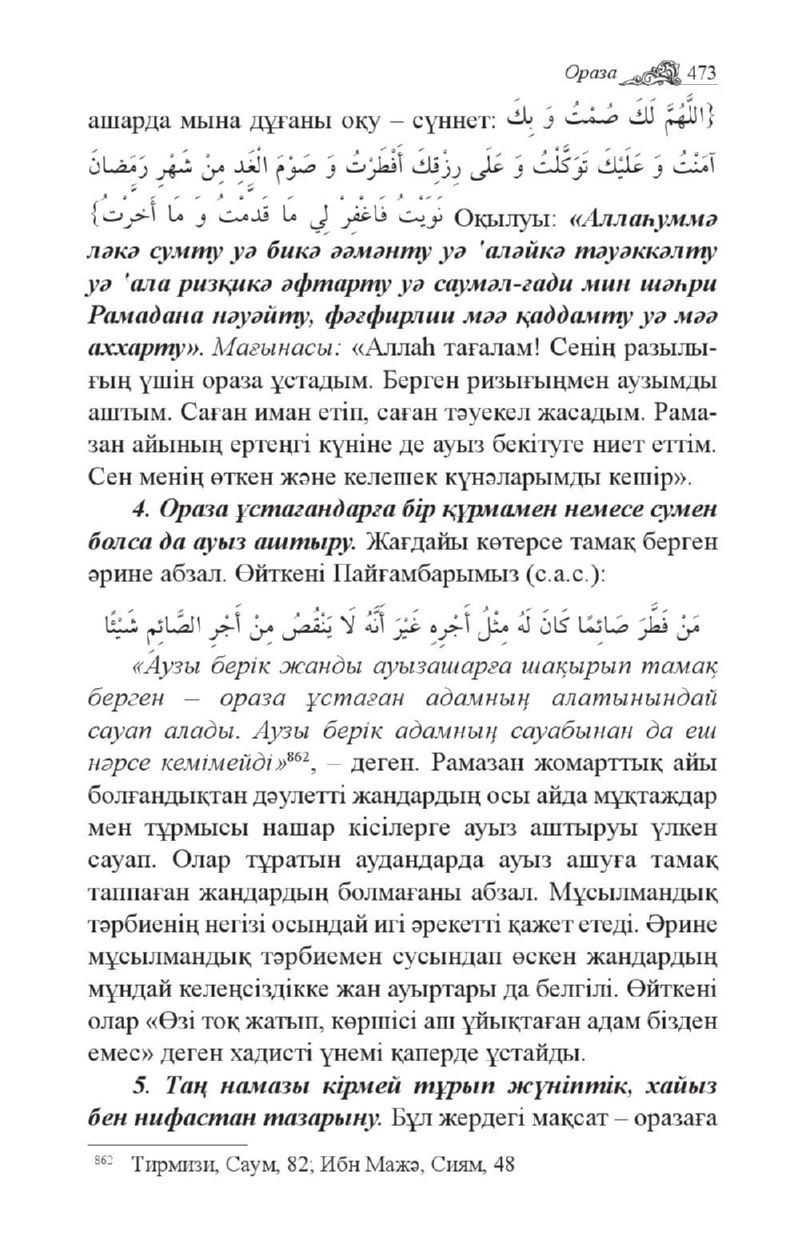 Ораза 473
ашарда мына дұғаны оқу – сүннет: {اللَّهُمَّ لَكَ صُمْتُ وَ بِكَ
آمَنْتُ وَ عَلَيْكَ تَوَكَّلْتُ وَ عَلَى رِزْقِكَ أَفْطَرْتُ وَ صَوْمَ الْغَدِ مِنْ شَهْرِ رَمَضانَ
نَوَيْتُ فَاغْفِرْ لِي مَا قَدَمتُ وَ مَا أَخرَتُ} Оқылуы: «Аллаһуммә
ләкә сумту уә бикә әәмәнту уә 'аләйкә тәуәккәлту
уә 'ала ризқикә әфтарту уә саумәл-ғади мин шәһри
Рамадана нәуәйту, фәғфирлии мәә қаддамту уә мәә
аххарту». Мағынасы: «Аллаһ тағалам! Сенің разылы-
ғың үшін ораза ұстадым. Берген ризығыңмен аузымды
аштым. Саған иман етіп, саған тәуекел жасадым. Рама-
зан айының ертеңгі күніне де ауыз бекітуге ниет еттім.
Сен менің өткен және келешек күнәларымды кешір».
4. Ораза ұстағандарға бір құрмамен немесе сумен
болса да ауыз аштыру. Жағдайы көтерсе тамақ берген
әрине абзал. Өйткені Пайғамбарымыз (с.а.с.):
مَنْ فَطَّرَ صَائِمًا كَانَ لَهُ مِثْلُ أَجْرِهِ غَيْرَ أَنَّهُ لَا يَنْقُصُ مِنْ أَجْرِ الصَّائِمِ شَيْئًا
«Аузы берік жанды ауызашарға шақырып тамақ
берген – ораза ұстаған адамның алатынындай
сауап алады. Аузы берік адамның сауабынан да еш
нәрсе кемімейді»⁸⁶², – деген. Рамазан жомарттық айы
болғандықтан дәулетті жандардың осы айда мұқтаждар
мен тұрмысы нашар кісілерге ауыз аштыруы үлкен
сауап. Олар тұратын аудандарда ауыз ашуға тамақ
таппаған жандардың болмағаны абзал. Мұсылмандық
тәрбиенің негізі осындай игі әрекетті қажет етеді. Әрине
мұсылмандық тәрбиемен сусындап өскен жандардың
мұндай келеңсіздікке жан ауыртары да белгілі. Өйткені
олар «Өзі тоқ жатып, көршісі аш ұйықтаған адам бізден
емес» деген хадисті үнемі қаперде ұстайды.
5. Таң намазы кірмей тұрып жүніптік, хайыз
бен нифастан тазарыну. Бұл жердегі мақсат – оразаға
⁸⁶² Тирмизи, Саум, 82; Ибн Мажә, Сиям, 48